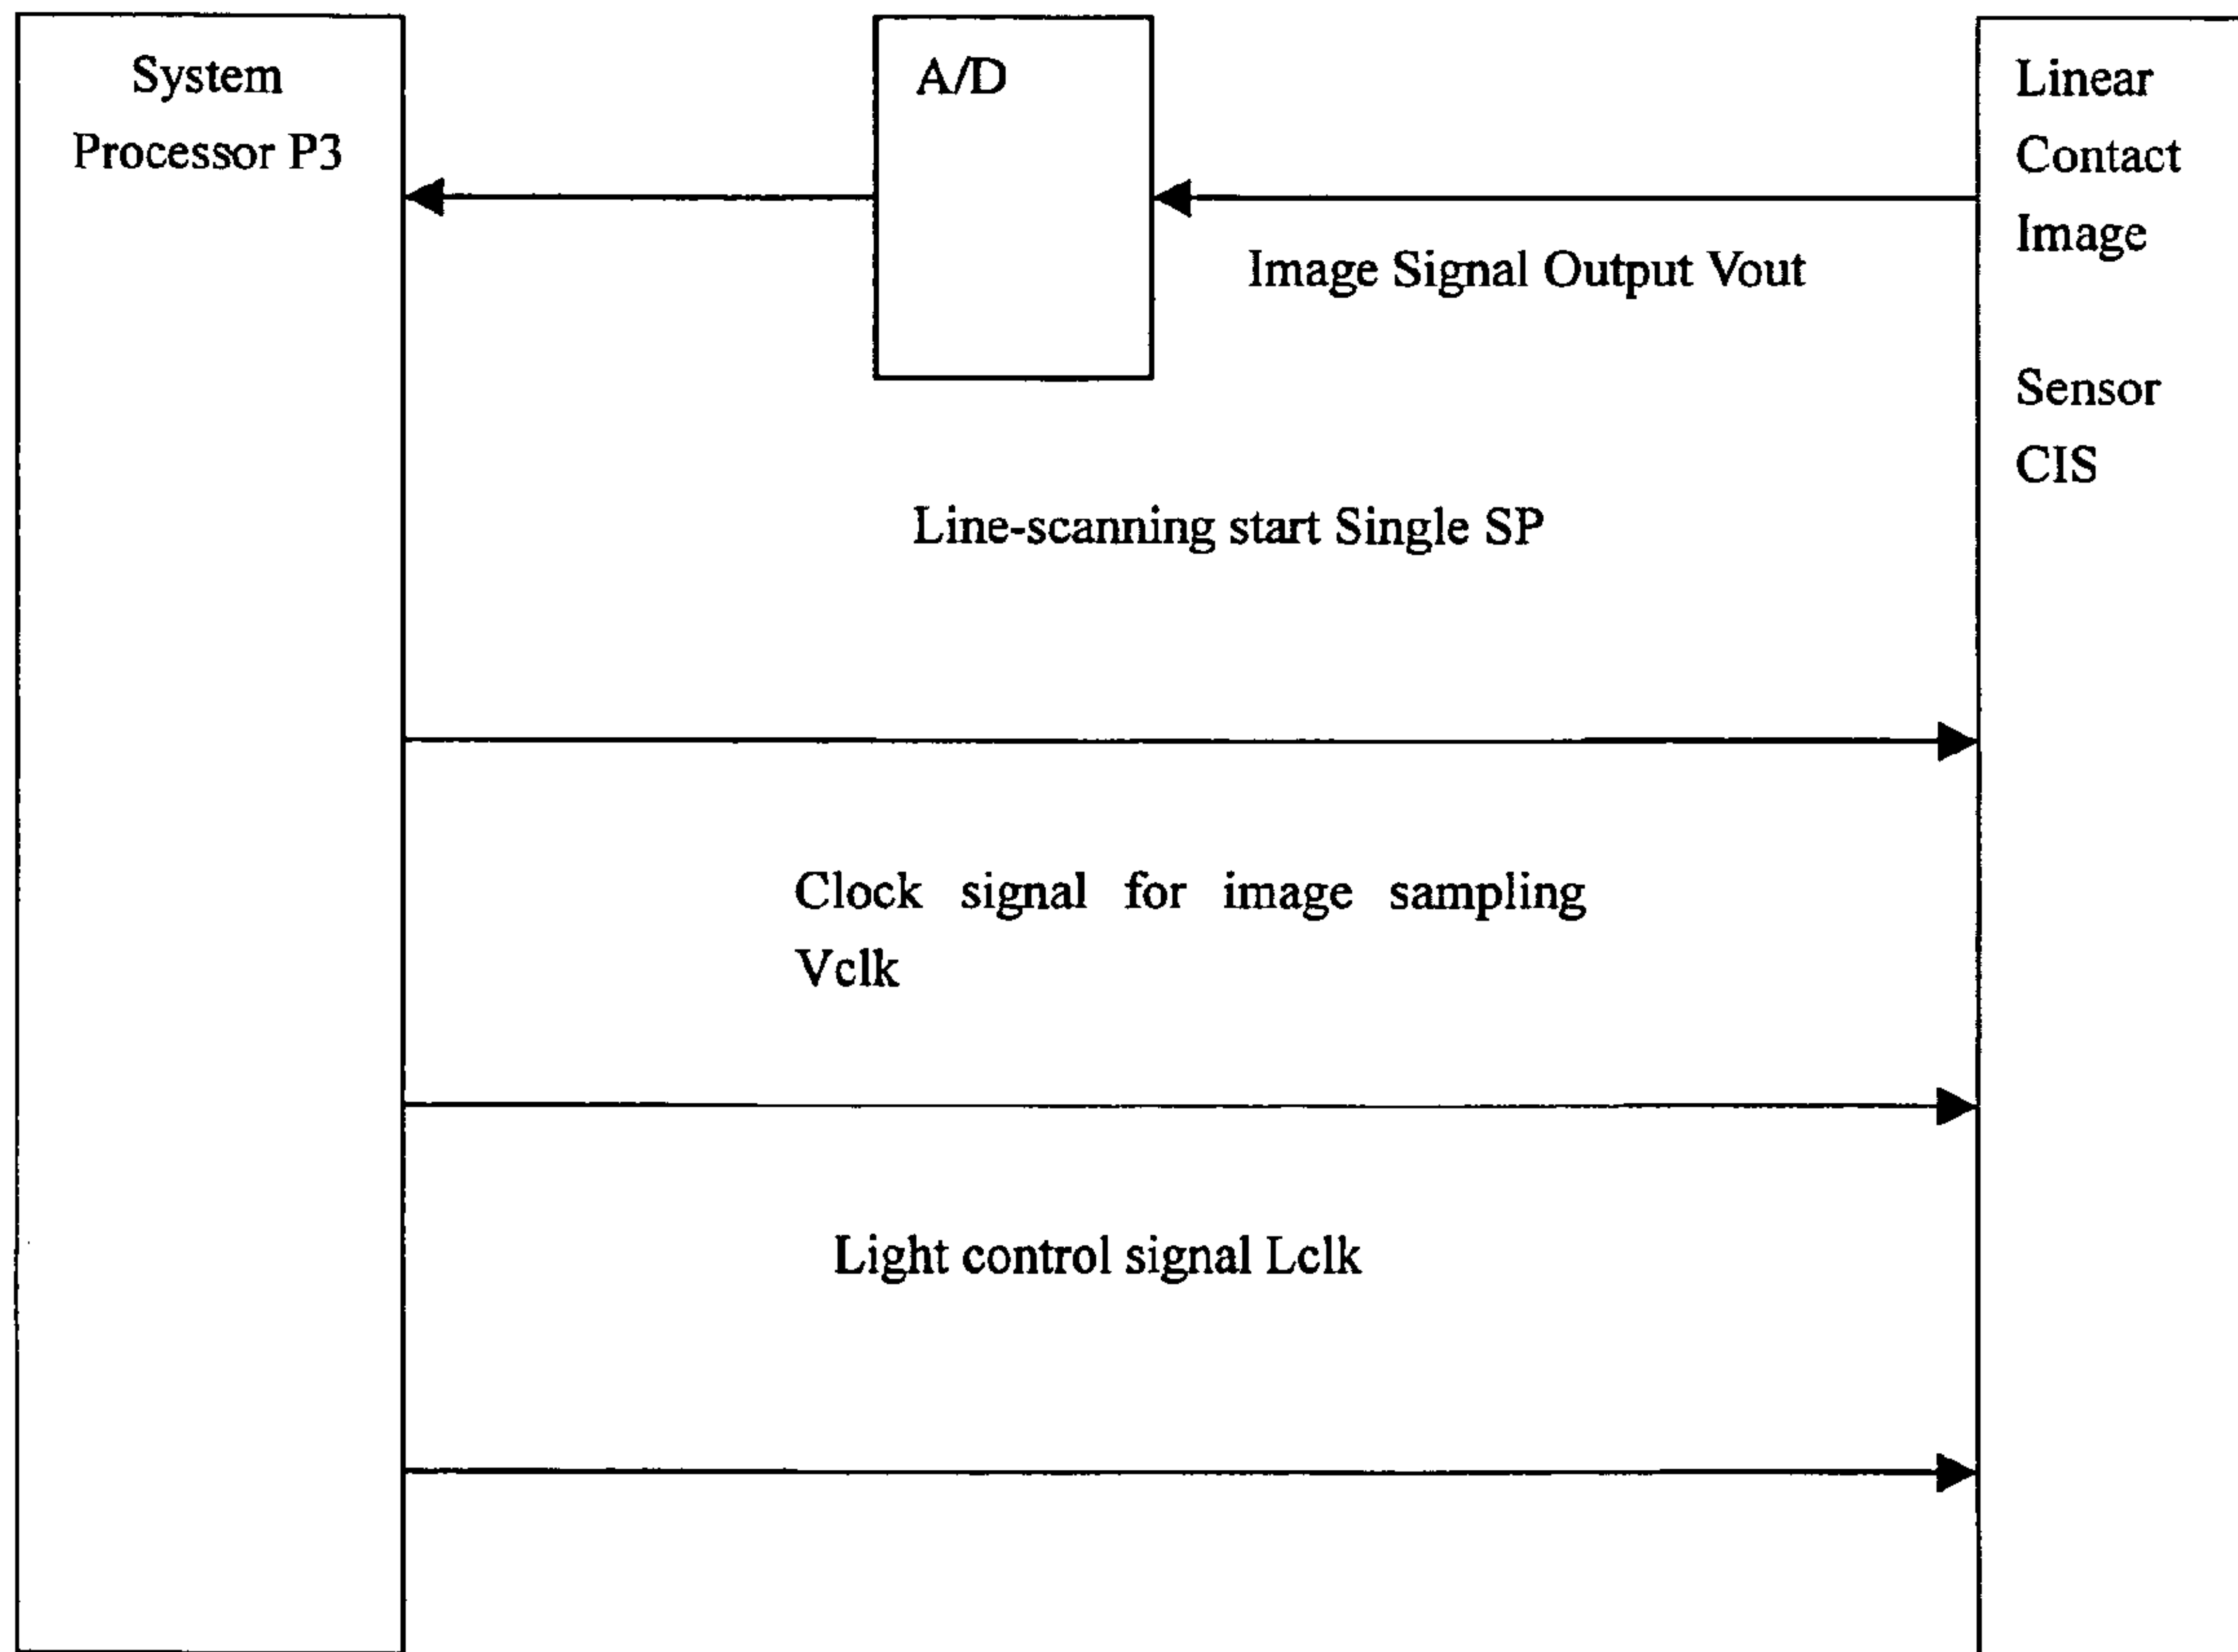 System
Processor P3
A/D
Linear
Contact
Image
Sensor
CIS
Image Signal Output Vout
Line-scanning start Single SP
Clock signal for image sampling
Vclk
Light control signal Lclk